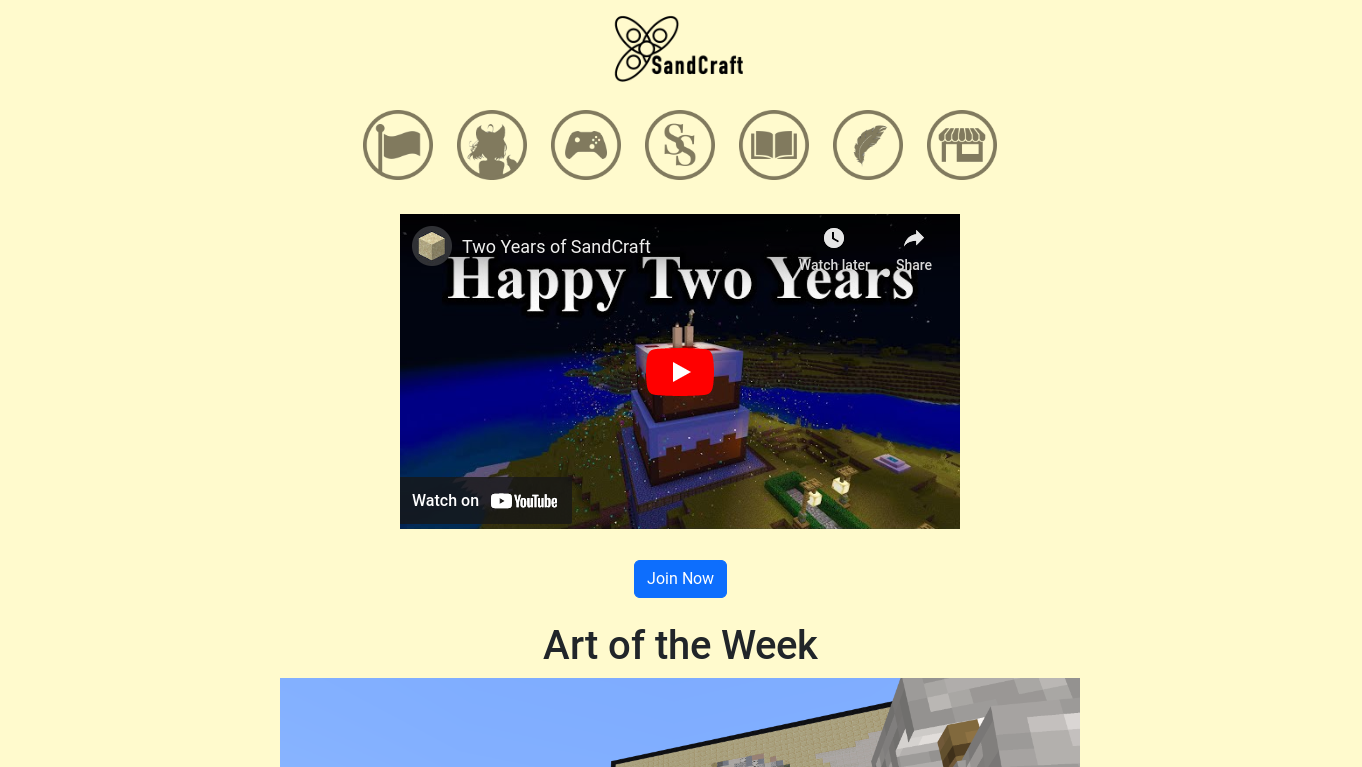 SandCraft
SS
Two Years of SandCraft
Watch later
Share
Happy Two Years
Watch on YouTube
Join Now
Art of the Week